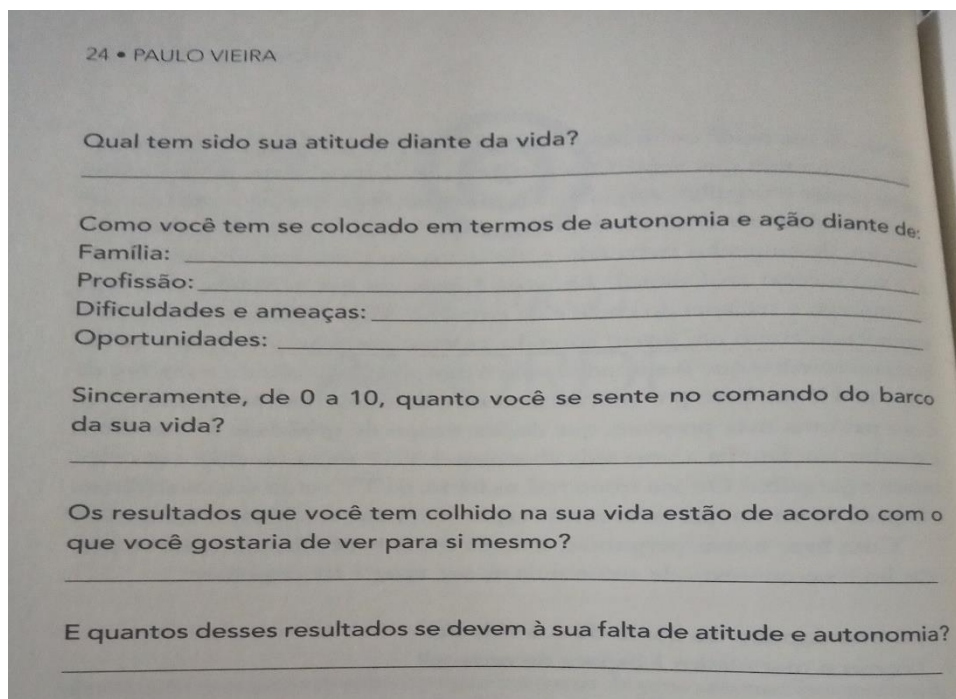 24 • PAULO VIEIRA
Qual tem sido sua atitude diante da vida?
Como você tem se colocado em termos de autonomia e ação diante de:
Família:
Profissão:
Dificuldades e ameaças:
Oportunidades:
Sinceramente, de 0 a 10, quanto você se sente no comando do barco
da sua vida?
Os resultados que você tem colhido na sua vida estão de acordo com o
que você gostaria de ver para si mesmo?
E quantos desses resultados se devem à sua falta de atitude e autonomia?